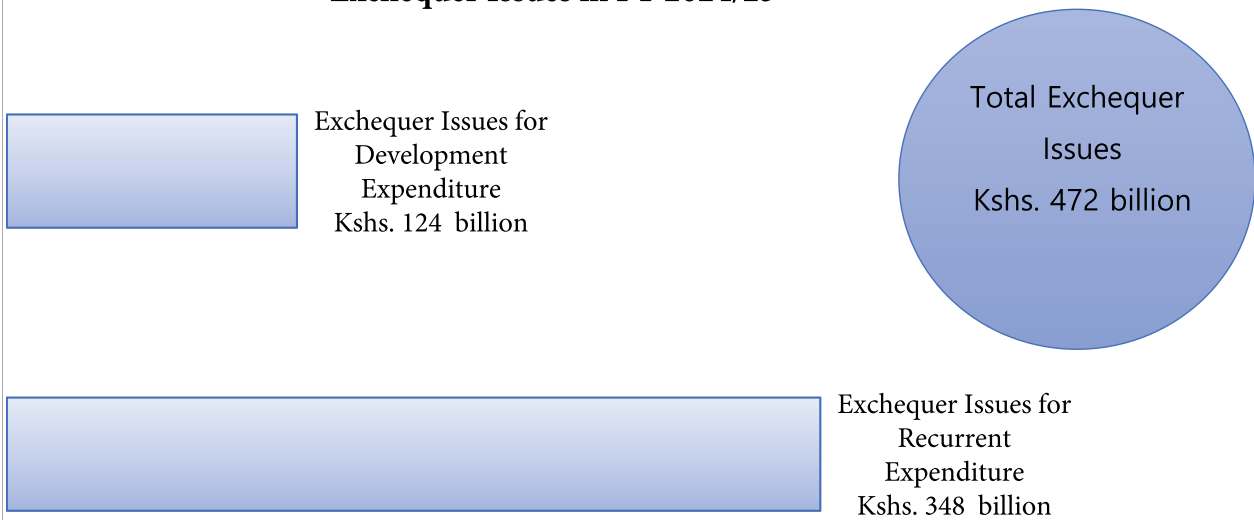 Exchequer Issues for
Development
Expenditure
Kshs. 124 billion
Total Exchequer
Issues
Kshs. 472 billion
Exchequer Issues for
Recurrent
Expenditure
Kshs. 348 billion